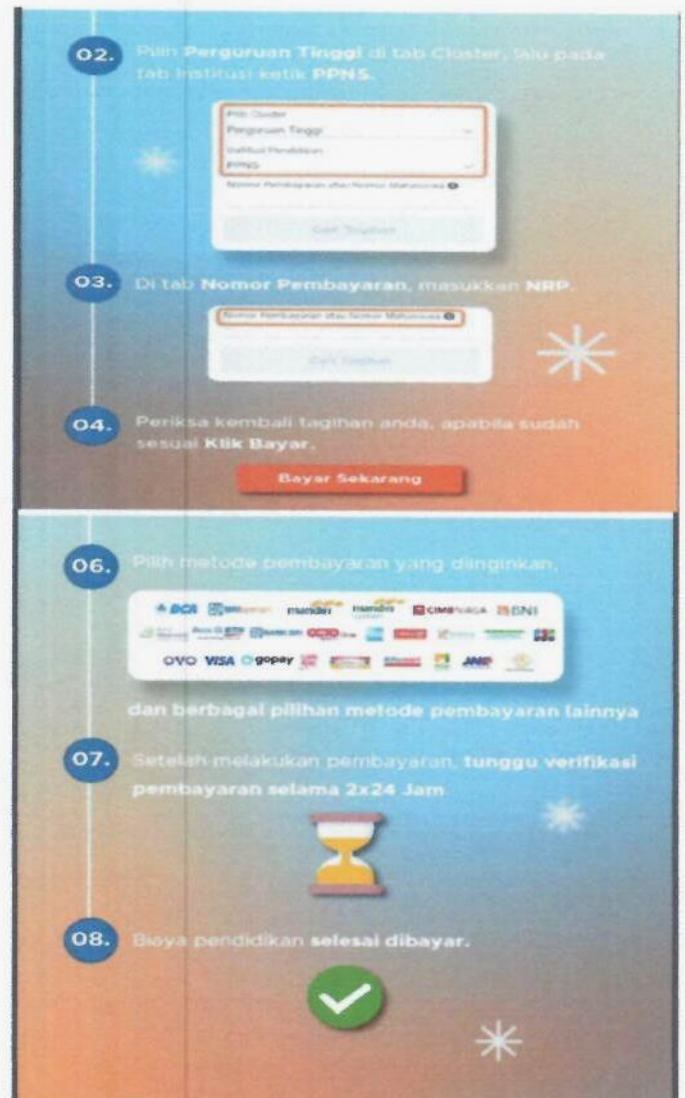 02.
Pilih Perguruan Tinggi di tab Cluster, lalu pada
tab Institusi ketik PPNS.
Pilih Cluster
Perguruan Tinggi
Institusi Pendidikan
PPNS
Nomor Pembayaran atau Nomor Mahasiswa
Cari Tagihan
03.
Di tab Nomor Pembayaran, masukkan NRP.
Nomor Pembayaran atau Nomor Mahasiswa
Cari Tagihan
04.
Periksa kembali tagihan anda, apabila sudah
sesuai Klik Bayar.
Bayar Sekarang
06.
Pilih metode pembayaran yang diinginkan,
BCA mandiri mandiri CIMB NIAGA BNI
OVO VISA gopay
dan berbagai pilihan metode pembayaran lainnya
07.
Setelah melakukan pembayaran, tunggu verifikasi
pembayaran selama 2x24 Jam
08.
Biaya pendidikan selesai dibayar.